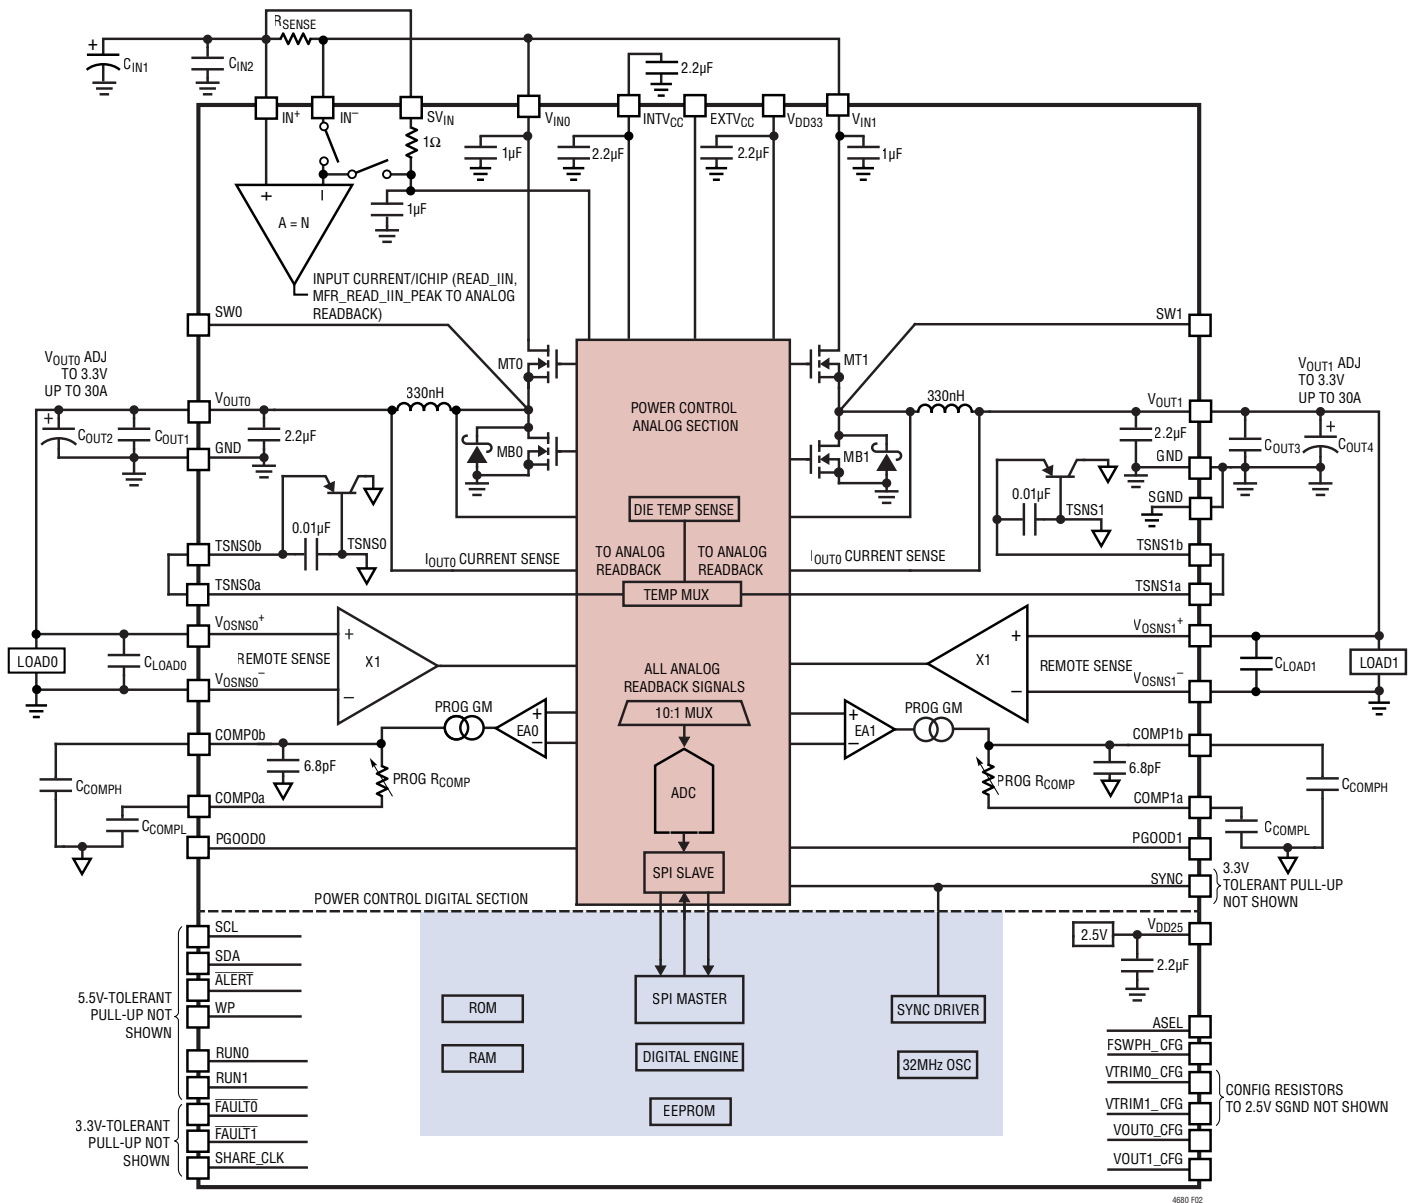 RSENSE
+
CIN1
CIN2
2.2µF
IN+
IN–
SVIN
VIN0
INTVCC
EXTVCC
VDD33
VIN1
1Ω
1µF
2.2µF
2.2µF
1µF
+
–
1µF
A = N
INPUT CURRENT/ICHIP (READ_IIN,
MFR_READ_IIN_PEAK TO ANALOG
READBACK)
SW0
SW1
VOUT0 ADJ
TO 3.3V
UP TO 30A
MT0
MT1
VOUT1 ADJ
TO 3.3V
UP TO 30A
VOUT0
330nH
POWER CONTROL
ANALOG SECTION
330nH
VOUT1
+
COUT2
COUT1
2.2µF
GND
MB0
MB1
2.2µF
GND
COUT3
+
COUT4
SGND
DIE TEMP SENSE
0.01µF
TSNS0
0.01µF
TSNS1
TSNS0b
TSNS1b
IOUT0 CURRENT SENSE
TO ANALOG
READBACK
TO ANALOG
READBACK
IOUT0 CURRENT SENSE
TSNS0a
TEMP MUX
TSNS1a
VOSNS0+
+
+
VOSNS1+
LOAD0
CLOAD0
REMOTE SENSE
X1
X1
REMOTE SENSE
CLOAD1
LOAD1
VOSNS0–
–
–
VOSNS1–
ALL ANALOG
READBACK SIGNALS
10:1 MUX
PROG GM
+
–
EA0
+
–
EA1
PROG GM
COMP0b
COMP1b
6.8pF
PROG RCOMP
ADC
PROG RCOMP
6.8pF
CCOMPH
CCOMPH
COMP0a
COMP1a
CCOMPL
CCOMPL
PGOOD0
PGOOD1
SPI SLAVE
SYNC
3.3V
TOLERANT PULL-UP
NOT SHOWN
POWER CONTROL DIGITAL SECTION
SCL
SDA
ALERT
WP
5.5V-TOLERANT
PULL-UP NOT
SHOWN
RUN0
RUN1
FAULT0
FAULT1
SHARE_CLK
3.3V-TOLERANT
PULL-UP NOT
SHOWN
ROM
RAM
SPI MASTER
DIGITAL ENGINE
EEPROM
SYNC DRIVER
32MHz OSC
2.5V
VDD25
2.2µF
ASEL
FSWPH_CFG
VTRIM0_CFG
VTRIM1_CFG
VOUT0_CFG
VOUT1_CFG
CONFIG RESISTORS
TO 2.5V SGND NOT SHOWN
4680 F02